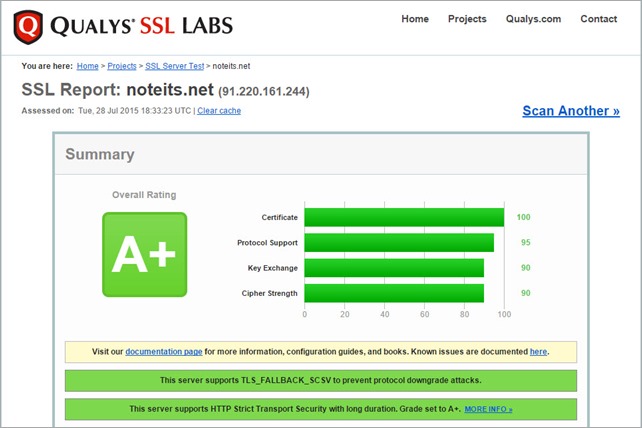 QUALYS® SSL LABS
Home Projects Qualys.com Contact
You are here: Home > Projects > SSL Server Test > noteits.net
SSL Report: noteits.net (91.220.161.244)
Assessed on: Tue, 28 Jul 2015 18:33:23 UTC | Clear cache
Scan Another »
Summary
Overall Rating
A+
Certificate 100
Protocol Support 95
Key Exchange 90
Cipher Strength 90
0 20 40 60 80 100
Visit our documentation page for more information, configuration guides, and books. Known issues are documented here.
This server supports TLS_FALLBACK_SCSV to prevent protocol downgrade attacks.
This server supports HTTP Strict Transport Security with long duration. Grade set to A+. MORE INFO »